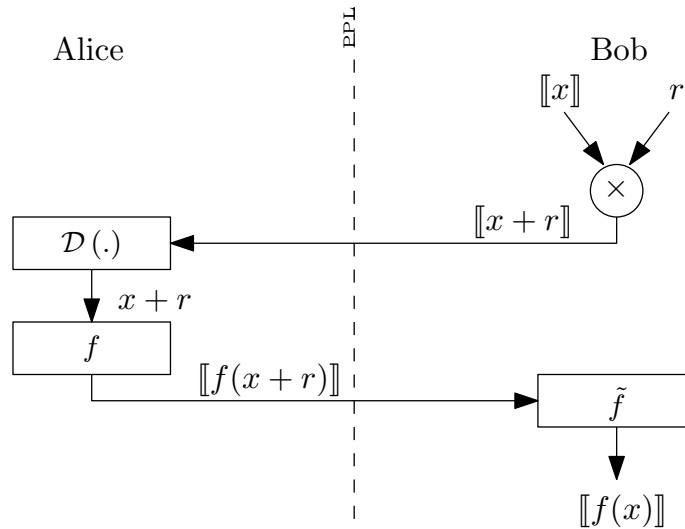 Alice
PPL
Bob
⟦x⟧
r
×
⟦x + r⟧
𝒟 (.)
x + r
f
⟦f(x + r)⟧
f̃
⟦f(x)⟧